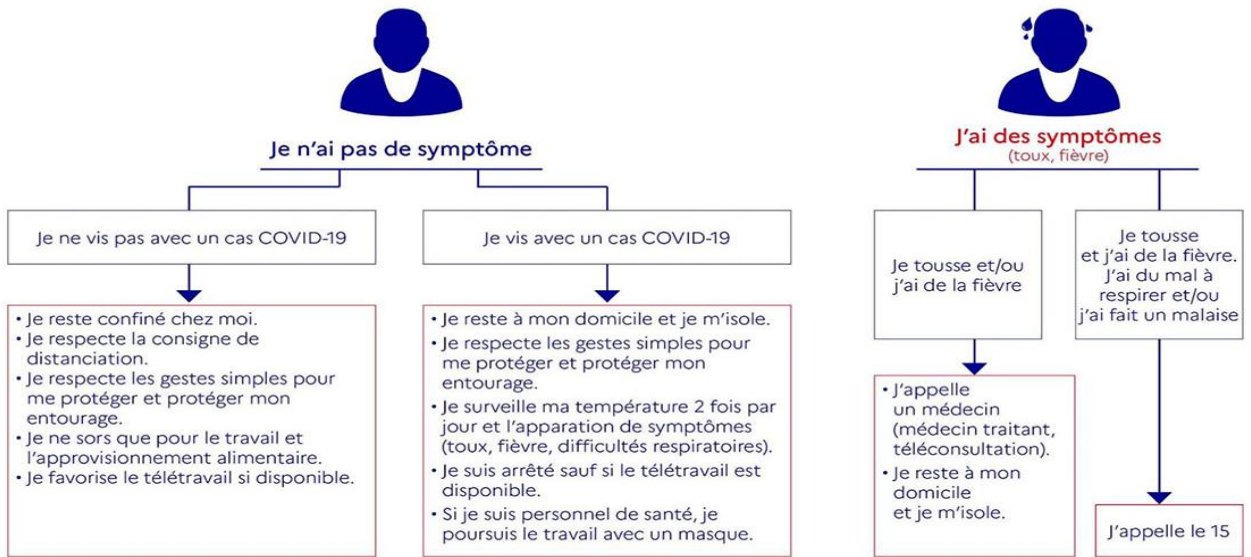 Je n'ai pas de symptôme
Je ne vis pas avec un cas COVID-19
• Je reste confiné chez moi.
• Je respecte la consigne de
distanciation.
• Je respecte les gestes simples pour
me protéger et protéger mon
entourage.
• Je ne sors que pour le travail et
l'approvisionnement alimentaire.
• Je favorise le télétravail si disponible.
Je vis avec un cas COVID-19
• Je reste à mon domicile et je m'isole.
• Je respecte les gestes simples pour
me protéger et protéger mon
entourage.
• Je surveille ma température 2 fois par
jour et l'apparation de symptômes
(toux, fièvre, difficultés respiratoires).
• Je suis arrêté sauf si le télétravail est
disponible.
• Si je suis personnel de santé, je
poursuis le travail avec un masque.
J'ai des symptômes
(toux, fièvre)
Je tousse et/ou
j'ai de la fièvre
• J'appelle
un médecin
(médecin traitant,
téléconsultation).
• Je reste à mon
domicile
et je m'isole.
Je tousse
et j'ai de la fièvre.
J'ai du mal à
respirer et/ou
j'ai fait un malaise
J'appelle le 15